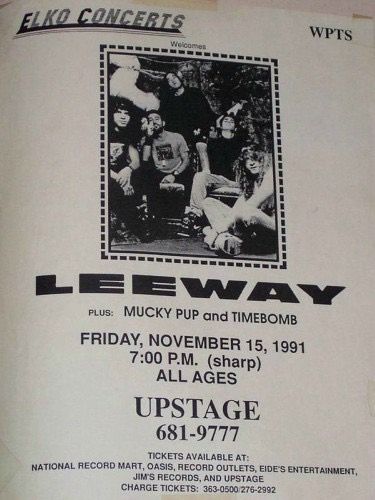 ELKO CONCERTS
WPTS
Welcomes
LEEWAY
PLUS: MUCKY PUP and TIMEBOMB
FRIDAY, NOVEMBER 15, 1991
7:00 P.M. (sharp)
ALL AGES
UPSTAGE
681-9777
TICKETS AVAILABLE AT:
NATIONAL RECORD MART, OASIS, RECORD OUTLETS, EIDE'S ENTERTAINMENT,
JIM'S RECORDS, AND UPSTAGE
CHARGE TICKETS: 363-0500/276-2992